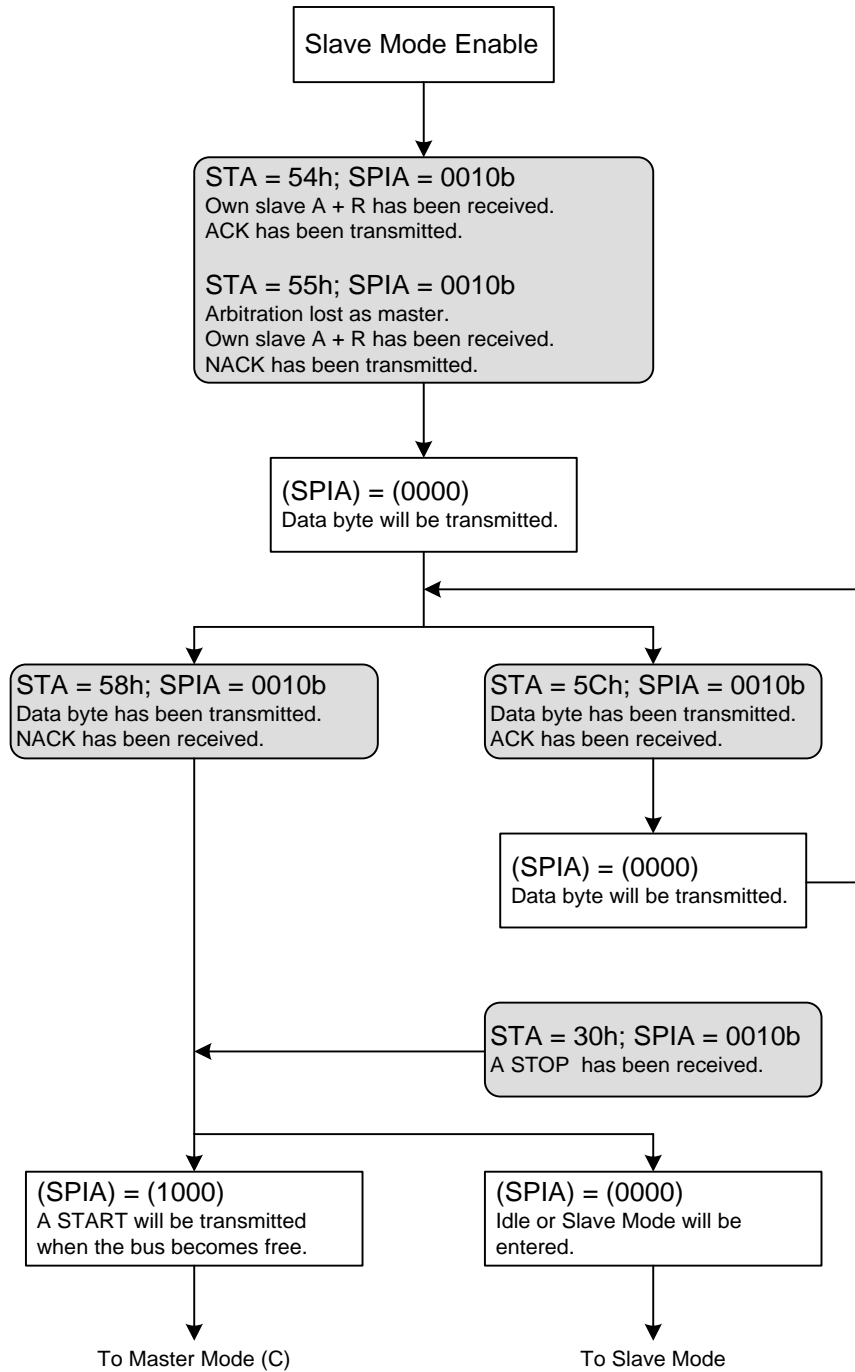 Slave Mode Enable
STA = 54h; SPIA = 0010b
Own slave A + R has been received.
ACK has been transmitted.
STA = 55h; SPIA = 0010b
Arbitration lost as master.
Own slave A + R has been received.
NACK has been transmitted.
(SPIA) = (0000)
Data byte will be transmitted.
STA = 58h; SPIA = 0010b
Data byte has been transmitted.
NACK has been received.
STA = 5Ch; SPIA = 0010b
Data byte has been transmitted.
ACK has been received.
(SPIA) = (0000)
Data byte will be transmitted.
STA = 30h; SPIA = 0010b
A STOP has been received.
(SPIA) = (1000)
A START will be transmitted
when the bus becomes free.
(SPIA) = (0000)
Idle or Slave Mode will be
entered.
To Master Mode (C)
To Slave Mode